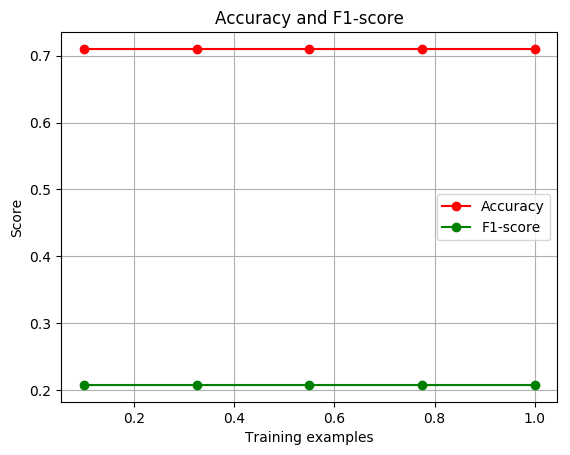 Accuracy and F1-score
0.7
0.6
0.5
0.4
0.3
0.2
Score
Accuracy
F1-score
0.2 0.4 0.6 0.8 1.0
Training examples